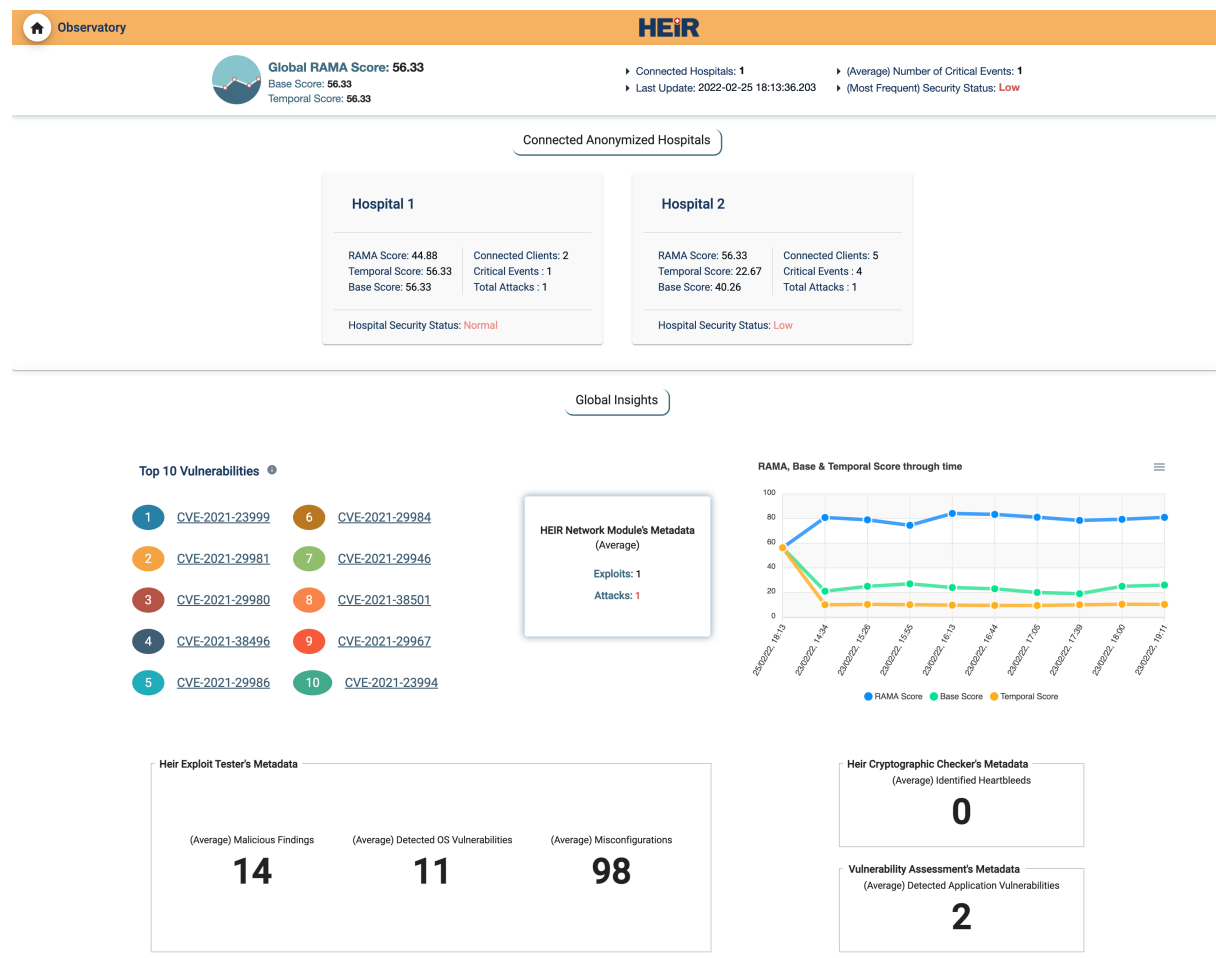 Observatory
HEiR
Global RAMA Score: 56.33
Base Score: 56.33
Temporal Score: 56.33
Connected Hospitals: 1
Last Update: 2022-02-25 18:13:36.203
(Average) Number of Critical Events: 1
(Most Frequent) Security Status: Low
Connected Anonymized Hospitals
Hospital 1
RAMA Score: 44.88
Temporal Score: 56.33
Base Score: 56.33
Connected Clients: 2
Critical Events : 1
Total Attacks : 1
Hospital Security Status: Normal
Hospital 2
RAMA Score: 56.33
Temporal Score: 22.67
Base Score: 40.26
Connected Clients: 5
Critical Events : 4
Total Attacks : 1
Hospital Security Status: Low
Global Insights
Top 10 Vulnerabilities
1 CVE-2021-23999
2 CVE-2021-29981
3 CVE-2021-29980
4 CVE-2021-38496
5 CVE-2021-29986
6 CVE-2021-29984
7 CVE-2021-29946
8 CVE-2021-38501
9 CVE-2021-29967
10 CVE-2021-23994
HEIR Network Module's Metadata
(Average)
Exploits: 1
Attacks: 1
RAMA, Base & Temporal Score through time
100
80
60
40
20
0
25/02/22, 18:13
23/02/22, 14:34
23/02/22, 15:26
23/02/22, 15:55
23/02/22, 16:13
23/02/22, 16:44
23/02/22, 17:05
23/02/22, 17:39
23/02/22, 18:00
23/02/22, 19:11
RAMA Score
Base Score
Temporal Score
Heir Exploit Tester's Metadata
(Average) Malicious Findings
14
(Average) Detected OS Vulnerabilities
11
(Average) Misconfigurations
98
Heir Cryptographic Checker's Metadata
(Average) Identified Heartbleeds
0
Vulnerability Assessment's Metadata
(Average) Detected Application Vulnerabilities
2